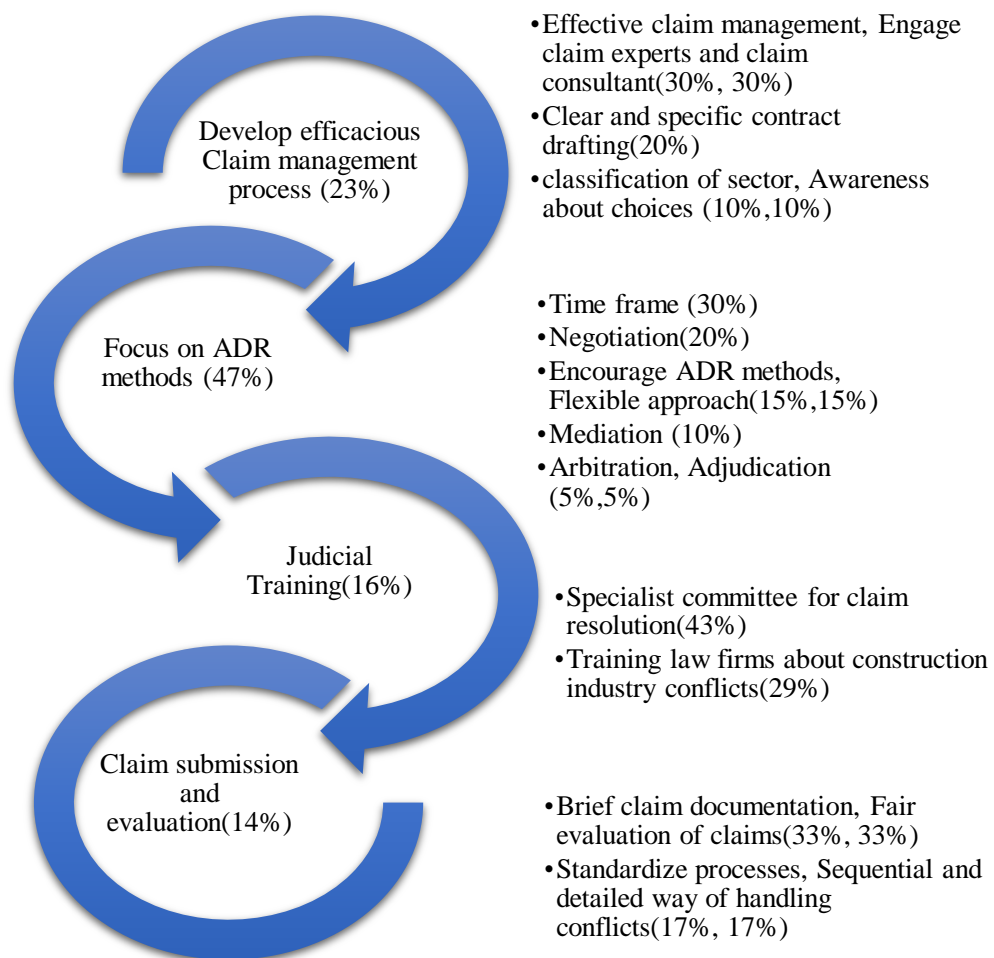 Develop efficacious
Claim management
process (23%)
•Effective claim management, Engage
claim experts and claim
consultant(30%, 30%)
•Clear and specific contract
drafting(20%)
•classification of sector, Awareness
about choices (10%,10%)
Focus on ADR
methods (47%)
•Time frame (30%)
•Negotiation(20%)
•Encourage ADR methods,
Flexible approach(15%,15%)
•Mediation (10%)
•Arbitration, Adjudication
(5%,5%)
Judicial
Training(16%)
•Specialist committee for claim
resolution(43%)
•Training law firms about construction
industry conflicts(29%)
Claim submission
and
evaluation(14%)
•Brief claim documentation, Fair
evaluation of claims(33%, 33%)
•Standardize processes, Sequential and
detailed way of handling
conflicts(17%, 17%)